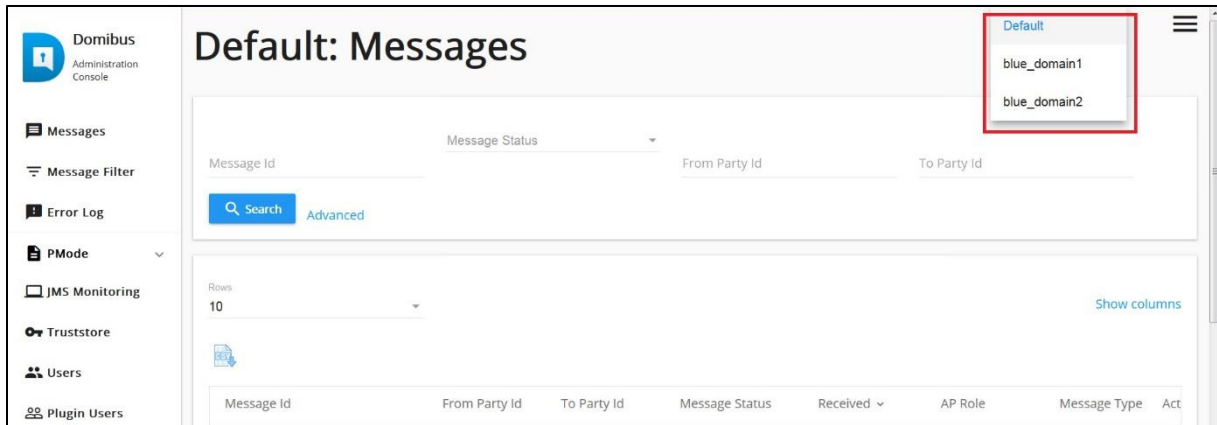 Domibus
Administration
Console
Default: Messages
Default
blue_domain1
blue_domain2
Messages
Message Filter
Error Log
PMode
JMS Monitoring
Truststore
Users
Plugin Users
Message Id
Message Status
From Party Id
To Party Id
Search
Advanced
Rows
10
Show columns
CSV
Message Id From Party Id To Party Id Message Status Received AP Role Message Type Act